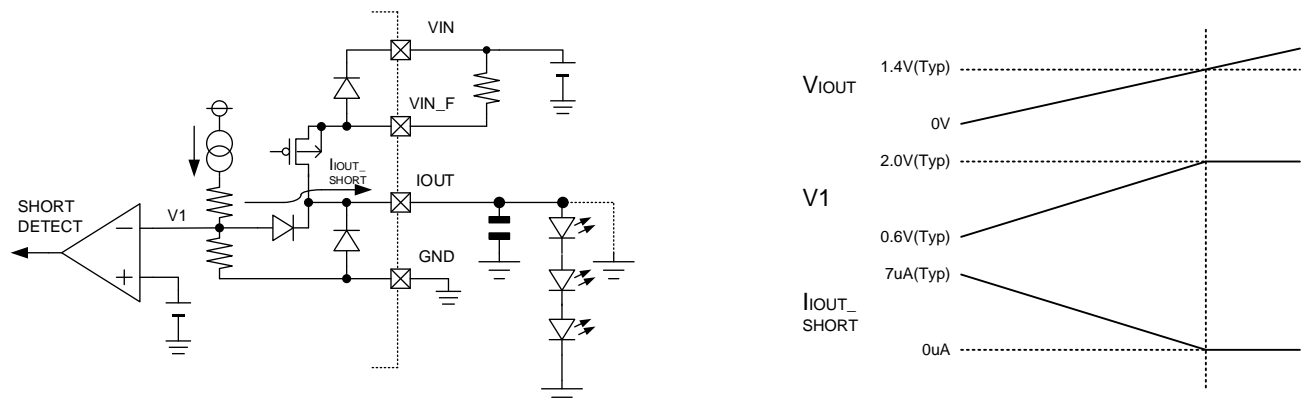 VIN
VIN_F
IIOUT_
SHORT
IOUT
SHORT
DETECT
V1
GND
VIOUT
1.4V(Typ)
0V
2.0V(Typ)
V1
0.6V(Typ)
7uA(Typ)
IIOUT_
SHORT
0uA